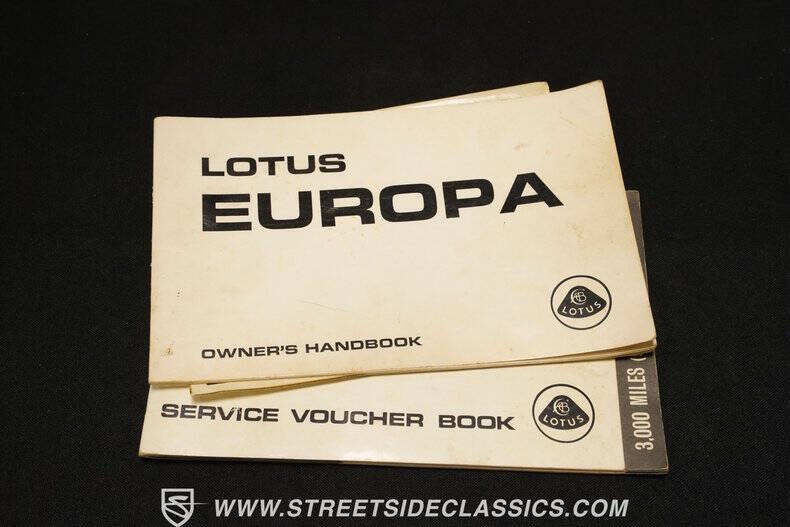 LOTUS
EUROPA
LOTUS
OWNER'S HANDBOOK
SERVICE VOUCHER BOOK
LOTUS
3,000 MILES
WWW.STREETSIDECLASSICS.COM